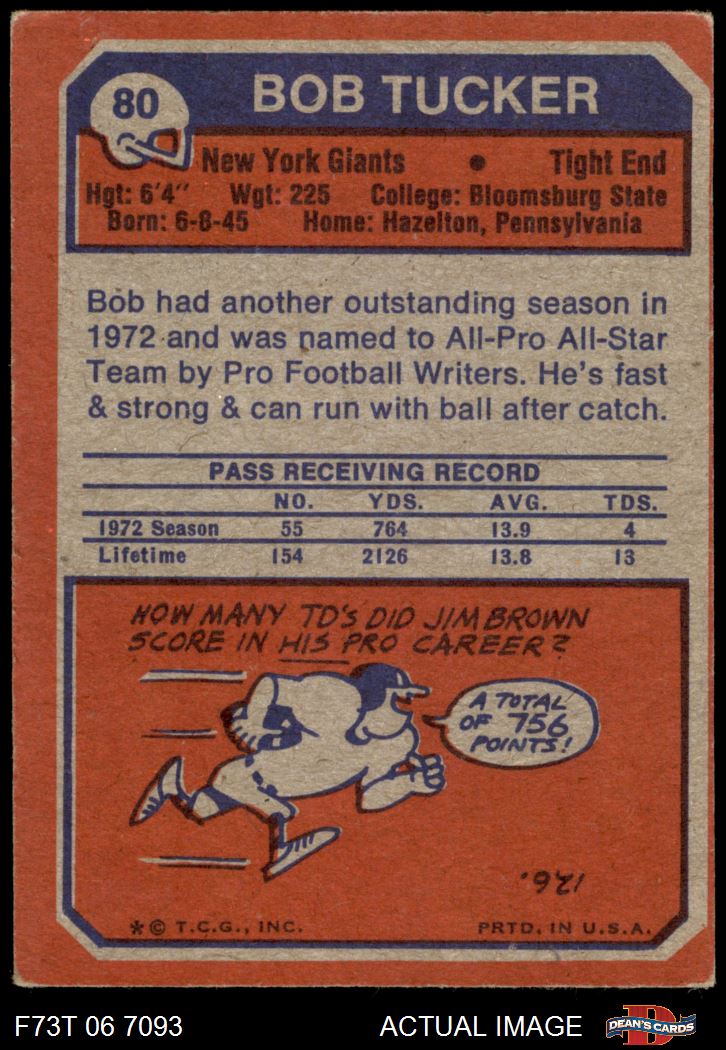 80
BOB TUCKER
New York Giants • Tight End
Hgt: 6'4" Wgt: 225 College: Bloomsburg State
Born: 6-8-45 Home: Hazelton, Pennsylvania
Bob had another outstanding season in
1972 and was named to All-Pro All-Star
Team by Pro Football Writers. He's fast
& strong & can run with ball after catch.
PASS RECEIVING RECORD
NO. YDS. AVG. TDS.
1972 Season 55 764 13.9 4
Lifetime 154 2126 13.8 13
HOW MANY TD'S DID JIM BROWN
SCORE IN HIS PRO CAREER?
A TOTAL
OF 756
POINTS!
126.
* © T.C.G., INC. PRTD. IN U.S.A.
F73T 06 7093 ACTUAL IMAGE
DEAN'S CARDS